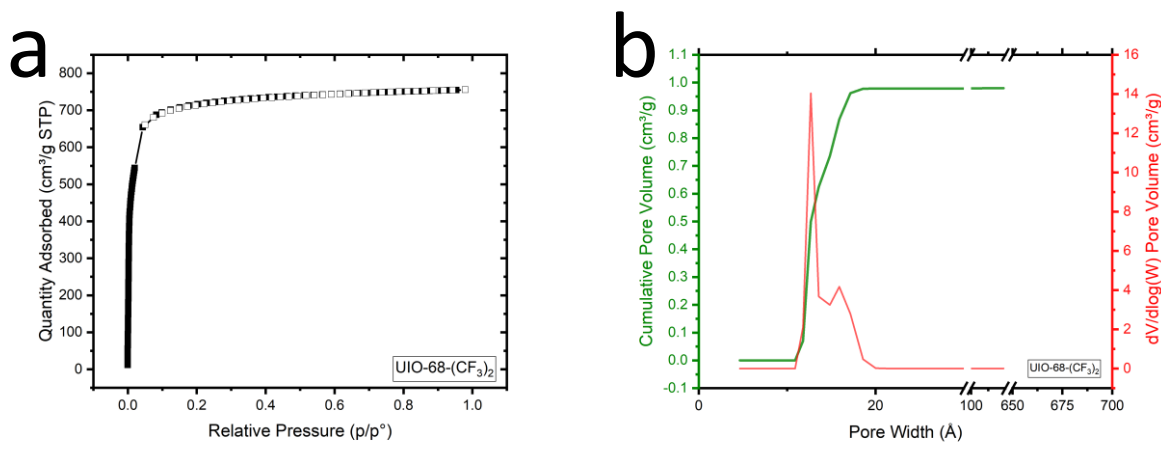 a
800
700
600
500
400
300
200
100
0
Quantity Adsorbed (cm³/g STP)
0.0 0.2 0.4 0.6 0.8 1.0
Relative Pressure (p/p°)
UIO-68-(CF₃)₂
b
1.1
1.0
0.9
0.8
0.7
0.6
0.5
0.4
0.3
0.2
0.1
0.0
-0.1
Cumulative Pore Volume (cm³/g)
16
14
12
10
8
6
4
2
0
dV/dlog(W) Pore Volume (cm³/g)
UIO-68-(CF₃)₂
0 20 100 650 675 700
Pore Width (Å)